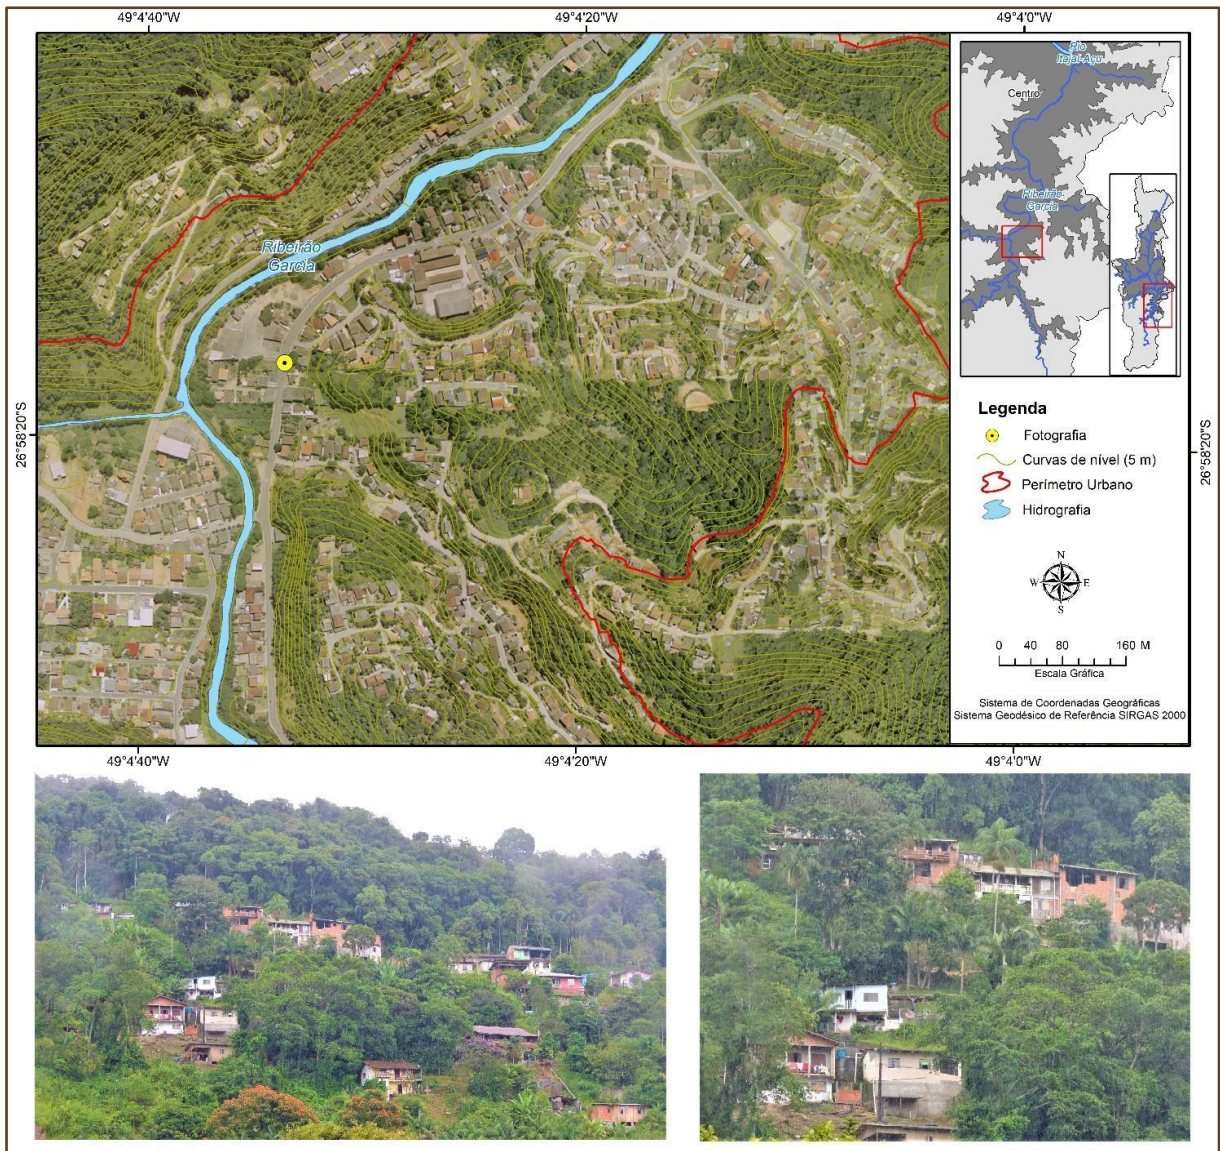 49°4'40"W
49°4'20"W
49°4'0"W
Rio
Itajaí-Açu
Centro
Ribeirão
Garcia
Ribeirão
Garcia
26°58'20"S
26°58'20"S
Legenda
Fotografia
Curvas de nível (5 m)
Perímetro Urbano
Hidrografia
N
W
E
S
0 40 80 160 M
Escala Gráfica
Sistema de Coordenadas Geográficas
Sistema Geodésico de Referência SIRGAS 2000
49°4'40"W
49°4'20"W
49°4'0"W